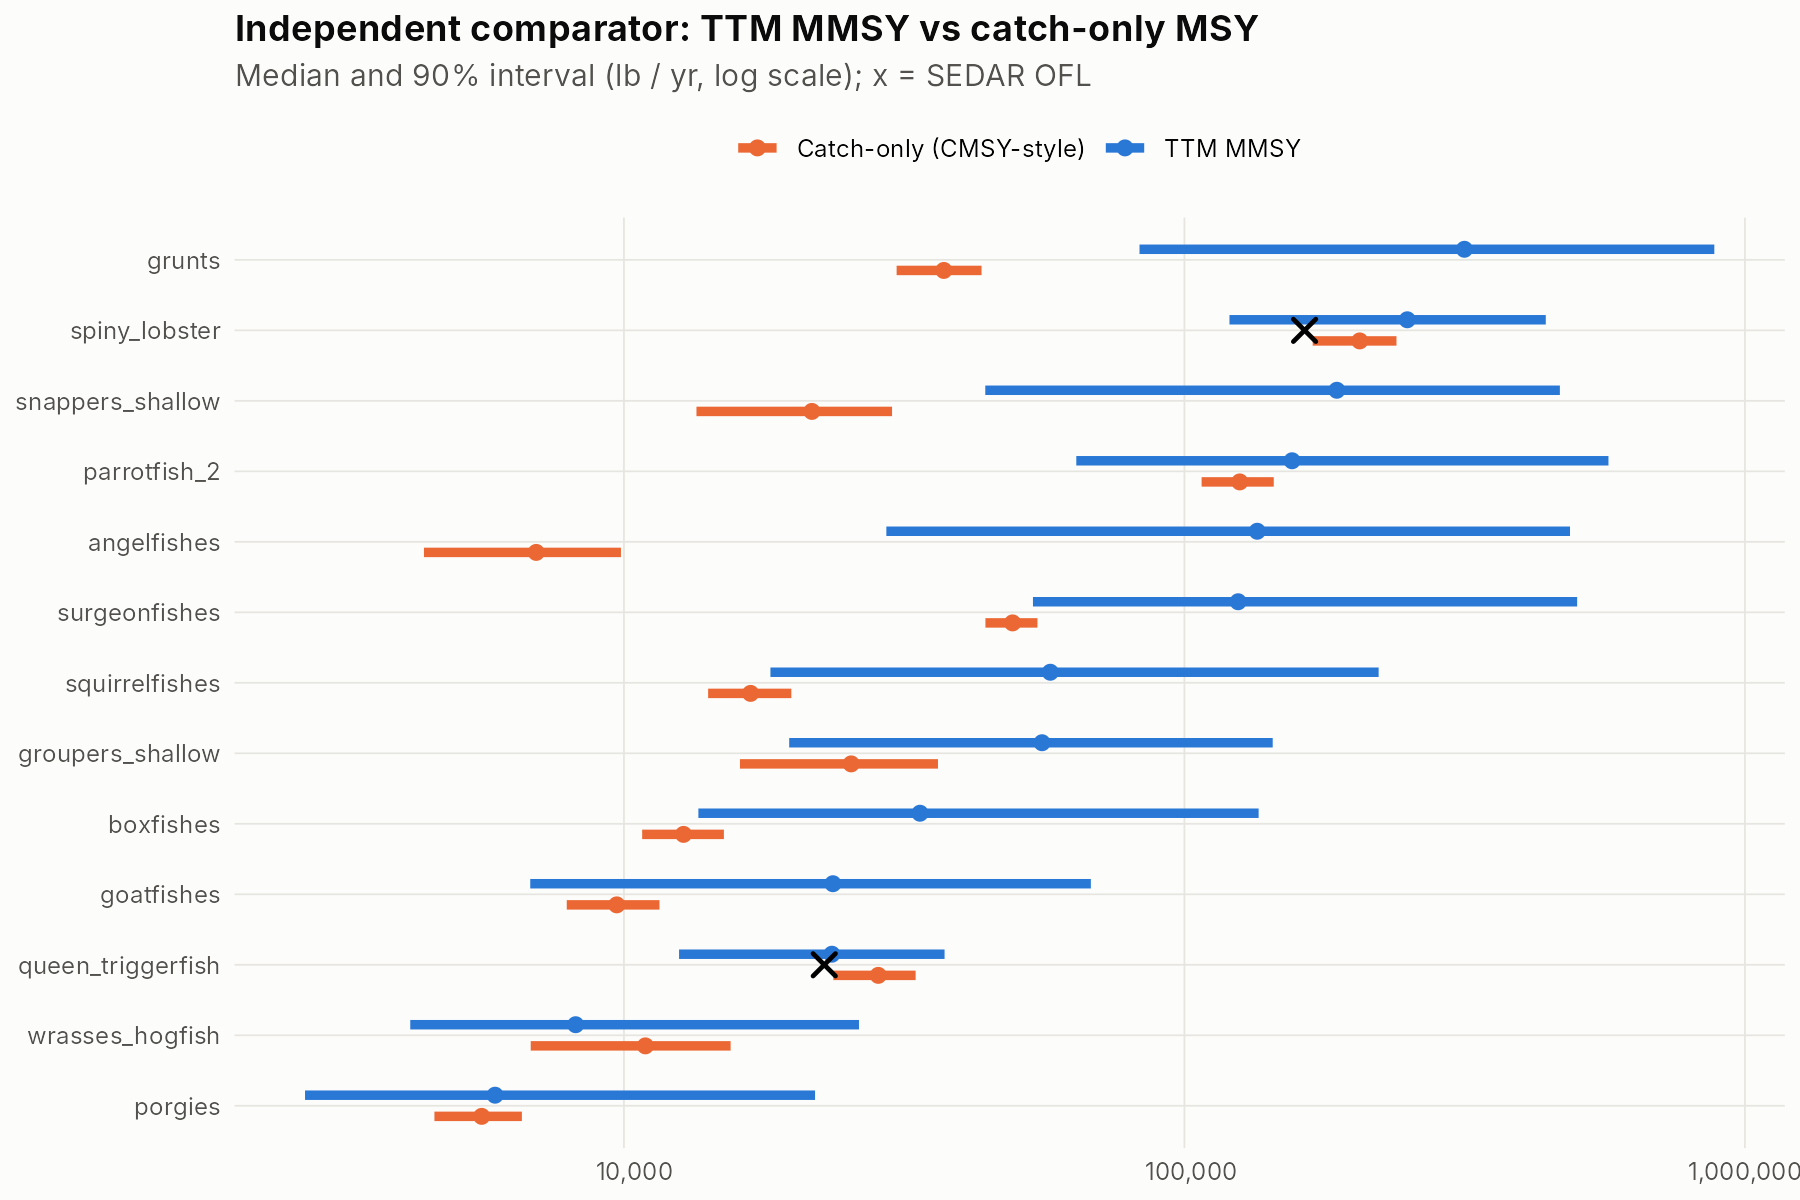 Independent comparator: TTM MMSY vs catch-only MSY
Median and 90% interval (lb / yr, log scale); x = SEDAR OFL
Catch-only (CMSY-style) TTM MMSY
grunts
spiny_lobster
snappers_shallow
parrotfish_2
angelfishes
surgeonfishes
squirrelfishes
groupers_shallow
boxfishes
goatfishes
queen_triggerfish
wrasses_hogfish
porgies
10,000 100,000 1,000,000